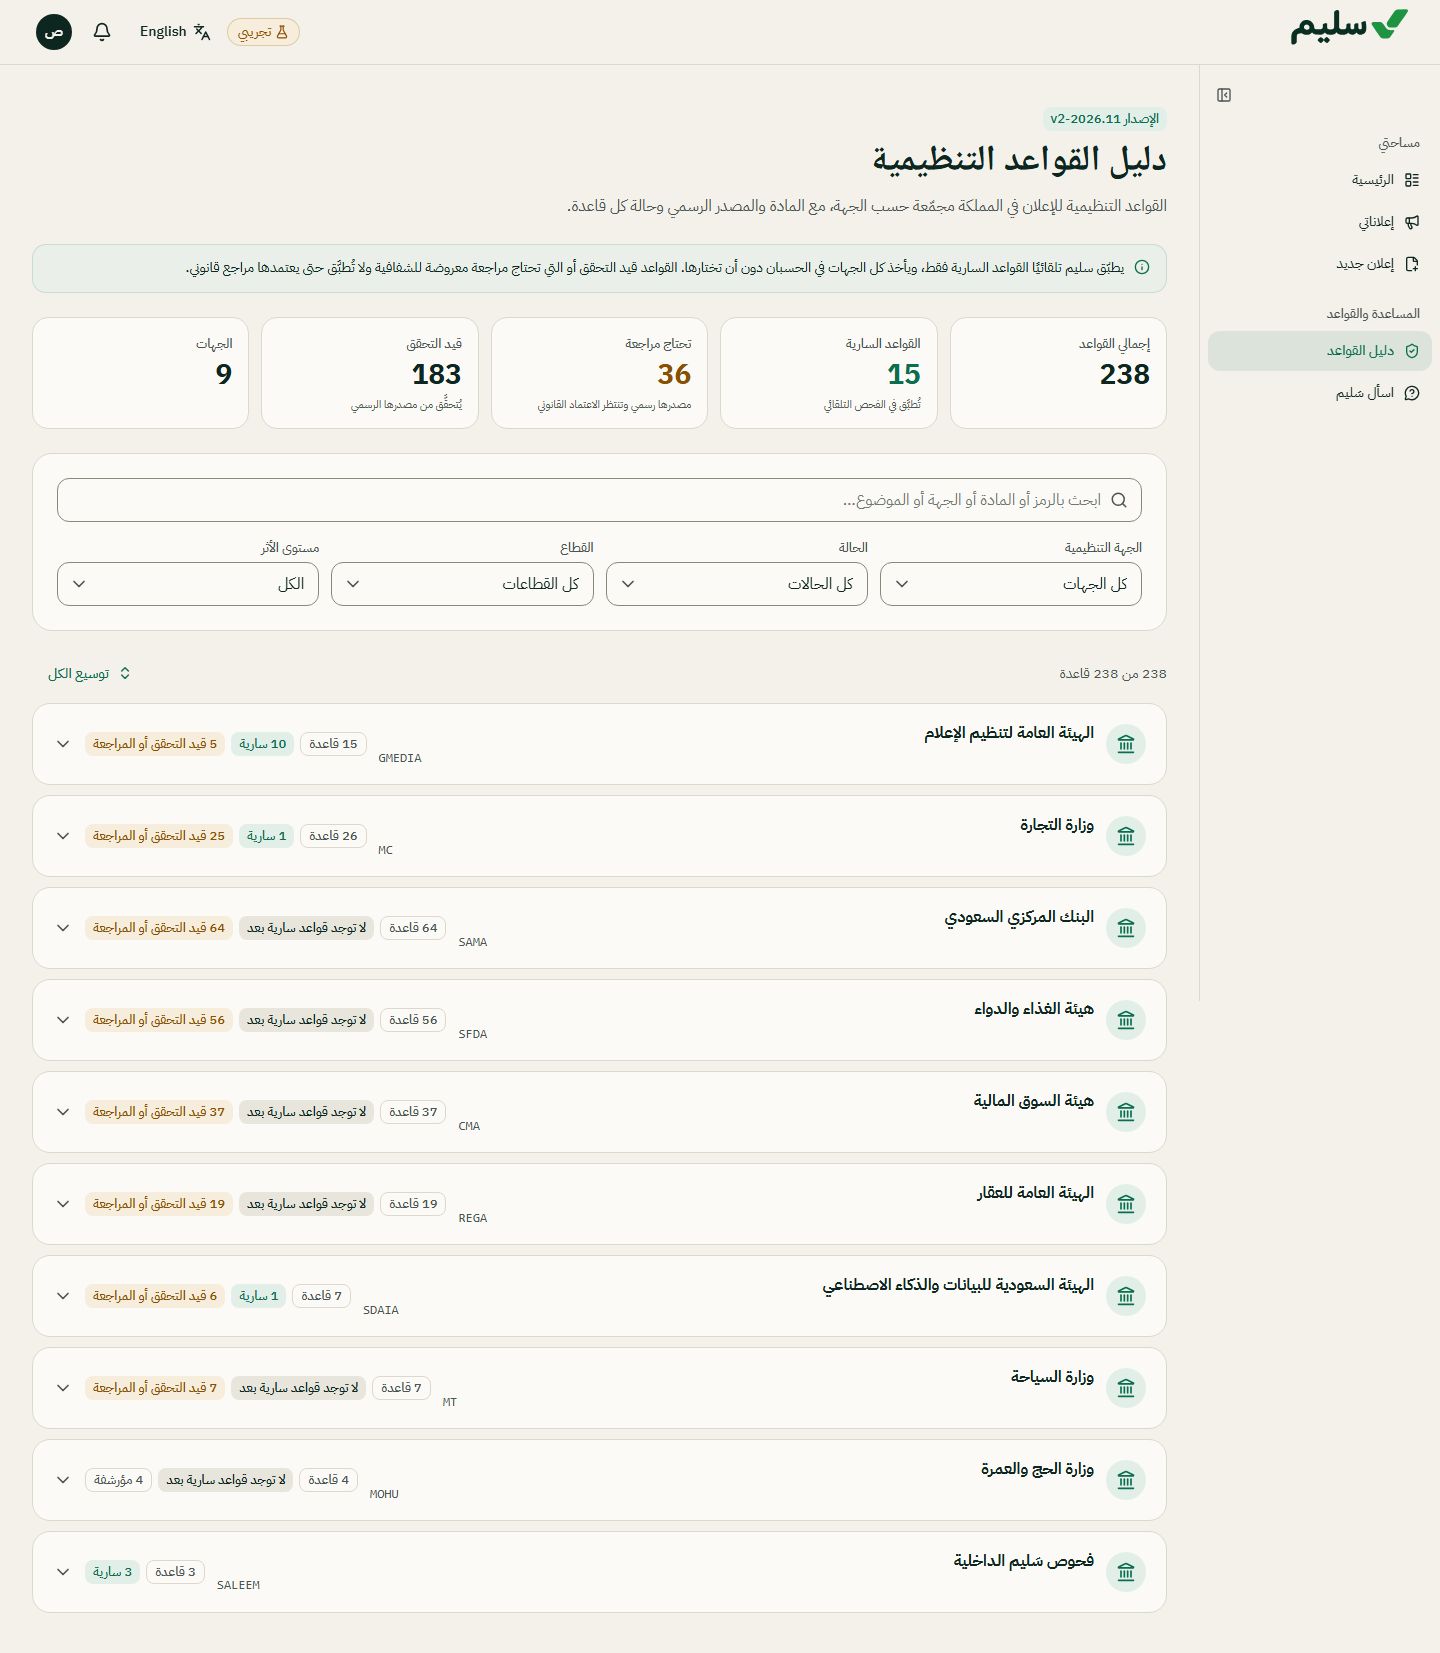 سليم
تجريبي
English
ص
مساحتي
الرئيسية
إعلاناتي
إعلان جديد
المساعدة والقواعد
دليل القواعد
اسأل سَليم
الإصدار v2-2026.11
دليل القواعد التنظيمية
القواعد التنظيمية للإعلان في المملكة مجمّعة حسب الجهة، مع المادة والمصدر الرسمي وحالة كل قاعدة.
يطبّق سليم تلقائيًا القواعد السارية فقط، ويأخذ كل الجهات في الحسبان دون أن تختارها. القواعد قيد التحقق أو التي تحتاج مراجعة معروضة للشفافية ولا تُطبَّق حتى يعتمدها مراجع قانوني.
إجمالي القواعد
238
القواعد السارية
15
تُطبَّق في الفحص التلقائي
تحتاج مراجعة
36
مصدرها رسمي وتنتظر الاعتماد القانوني
قيد التحقق
183
يُتحقَّق من مصدرها الرسمي
الجهات
9
ابحث بالرمز أو المادة أو الجهة أو الموضوع...
الجهة التنظيمية
كل الجهات
الحالة
كل الحالات
القطاع
كل القطاعات
مستوى الأثر
الكل
238 من 238 قاعدة
توسيع الكل
الهيئة العامة لتنظيم الإعلام
GMEDIA
15 قاعدة
10 سارية
5 قيد التحقق أو المراجعة
وزارة التجارة
MC
26 قاعدة
1 سارية
25 قيد التحقق أو المراجعة
البنك المركزي السعودي
SAMA
64 قاعدة
لا توجد قواعد سارية بعد
64 قيد التحقق أو المراجعة
هيئة الغذاء والدواء
SFDA
56 قاعدة
لا توجد قواعد سارية بعد
56 قيد التحقق أو المراجعة
هيئة السوق المالية
CMA
37 قاعدة
لا توجد قواعد سارية بعد
37 قيد التحقق أو المراجعة
الهيئة العامة للعقار
REGA
19 قاعدة
لا توجد قواعد سارية بعد
19 قيد التحقق أو المراجعة
الهيئة السعودية للبيانات والذكاء الاصطناعي
SDAIA
7 قاعدة
1 سارية
6 قيد التحقق أو المراجعة
وزارة السياحة
MT
7 قاعدة
لا توجد قواعد سارية بعد
7 قيد التحقق أو المراجعة
وزارة الحج والعمرة
MOHU
4 قاعدة
لا توجد قواعد سارية بعد
4 مؤرشفة
فحوص سَليم الداخلية
SALEEM
3 قاعدة
3 سارية